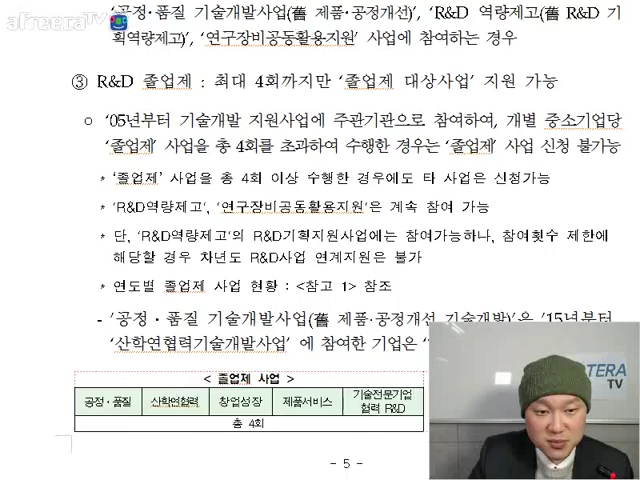 afreecaTV
‘공정·품질 기술개발사업(舊 제품·공정개선)’, ‘R&D 역량제고(舊 R&D 기
획역량제고)’, ‘연구장비공동활용지원’ 사업에 참여하는 경우
③ R&D 졸업제 : 최대 4회까지만 ‘졸업제 대상사업’ 지원 가능
○ ‘05년부터 기술개발 지원사업에 주관기관으로 참여하여, 개별 중소기업당
‘졸업제’ 사업을 총 4회를 초과하여 수행한 경우는 ‘졸업제’ 사업 신청 불가능
* ‘졸업제’ 사업을 총 4회 이상 수행한 경우에도 타 사업은 신청가능
* ‘R&D역량제고’, ‘연구장비공동활용지원’은 계속 참여 가능
* 단, ‘R&D역량제고’의 R&D기획지원사업에는 참여가능하나, 참여횟수 제한에
해당할 경우 차년도 R&D사업 연계지원은 불가
* 연도별 졸업제 사업 현황 : <참고 1> 참조
- ‘공정·품질 기술개발사업(舊 제품·공정개선 기술개발)’은 ’15년부터
‘산학연협력기술개발사업’ 에 참여한 기업은 ‘
< 졸업제 사업 >
공정·품질 산학연협력 창업성장 제품서비스 기술전문기업
협력 R&D
총 4회
- 5 -
TERA
TV